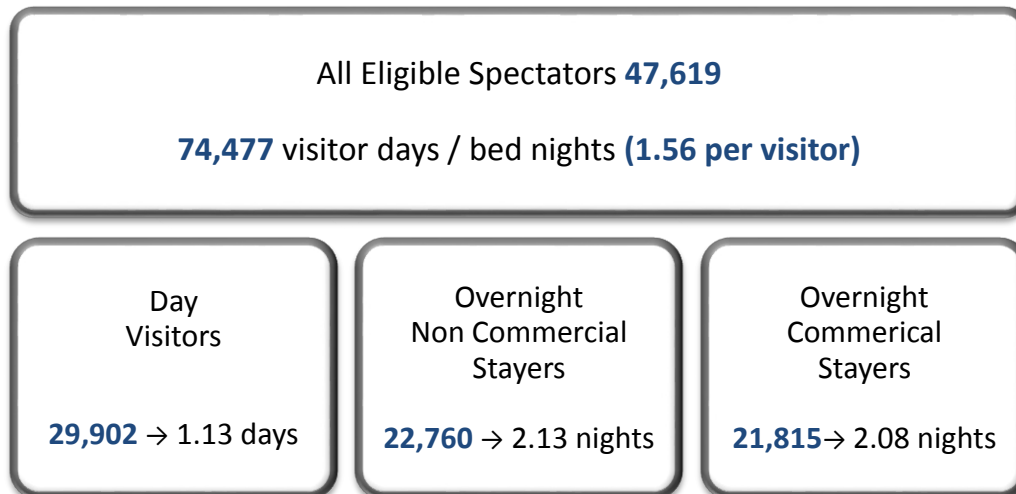 All Eligible Spectators 47,619
74,477 visitor days / bed nights (1.56 per visitor)
Day
Visitors
29,902 → 1.13 days
Overnight
Non Commercial
Stayers
22,760 → 2.13 nights
Overnight
Commerical
Stayers
21,815→ 2.08 nights